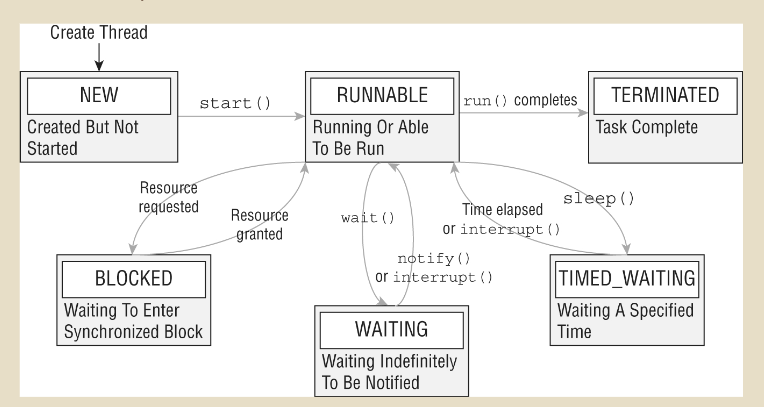 Create Thread
NEW
Created But Not
Started
start()
RUNNABLE
Running Or Able
To Be Run
run() completes
TERMINATED
Task Complete
Resource
requested
Resource
granted
wait()
notify()
or interrupt()
Time elapsed
or interrupt()
sleep()
BLOCKED
Waiting To Enter
Synchronized Block
WAITING
Waiting Indefinitely
To Be Notified
TIMED_WAITING
Waiting A Specified
Time